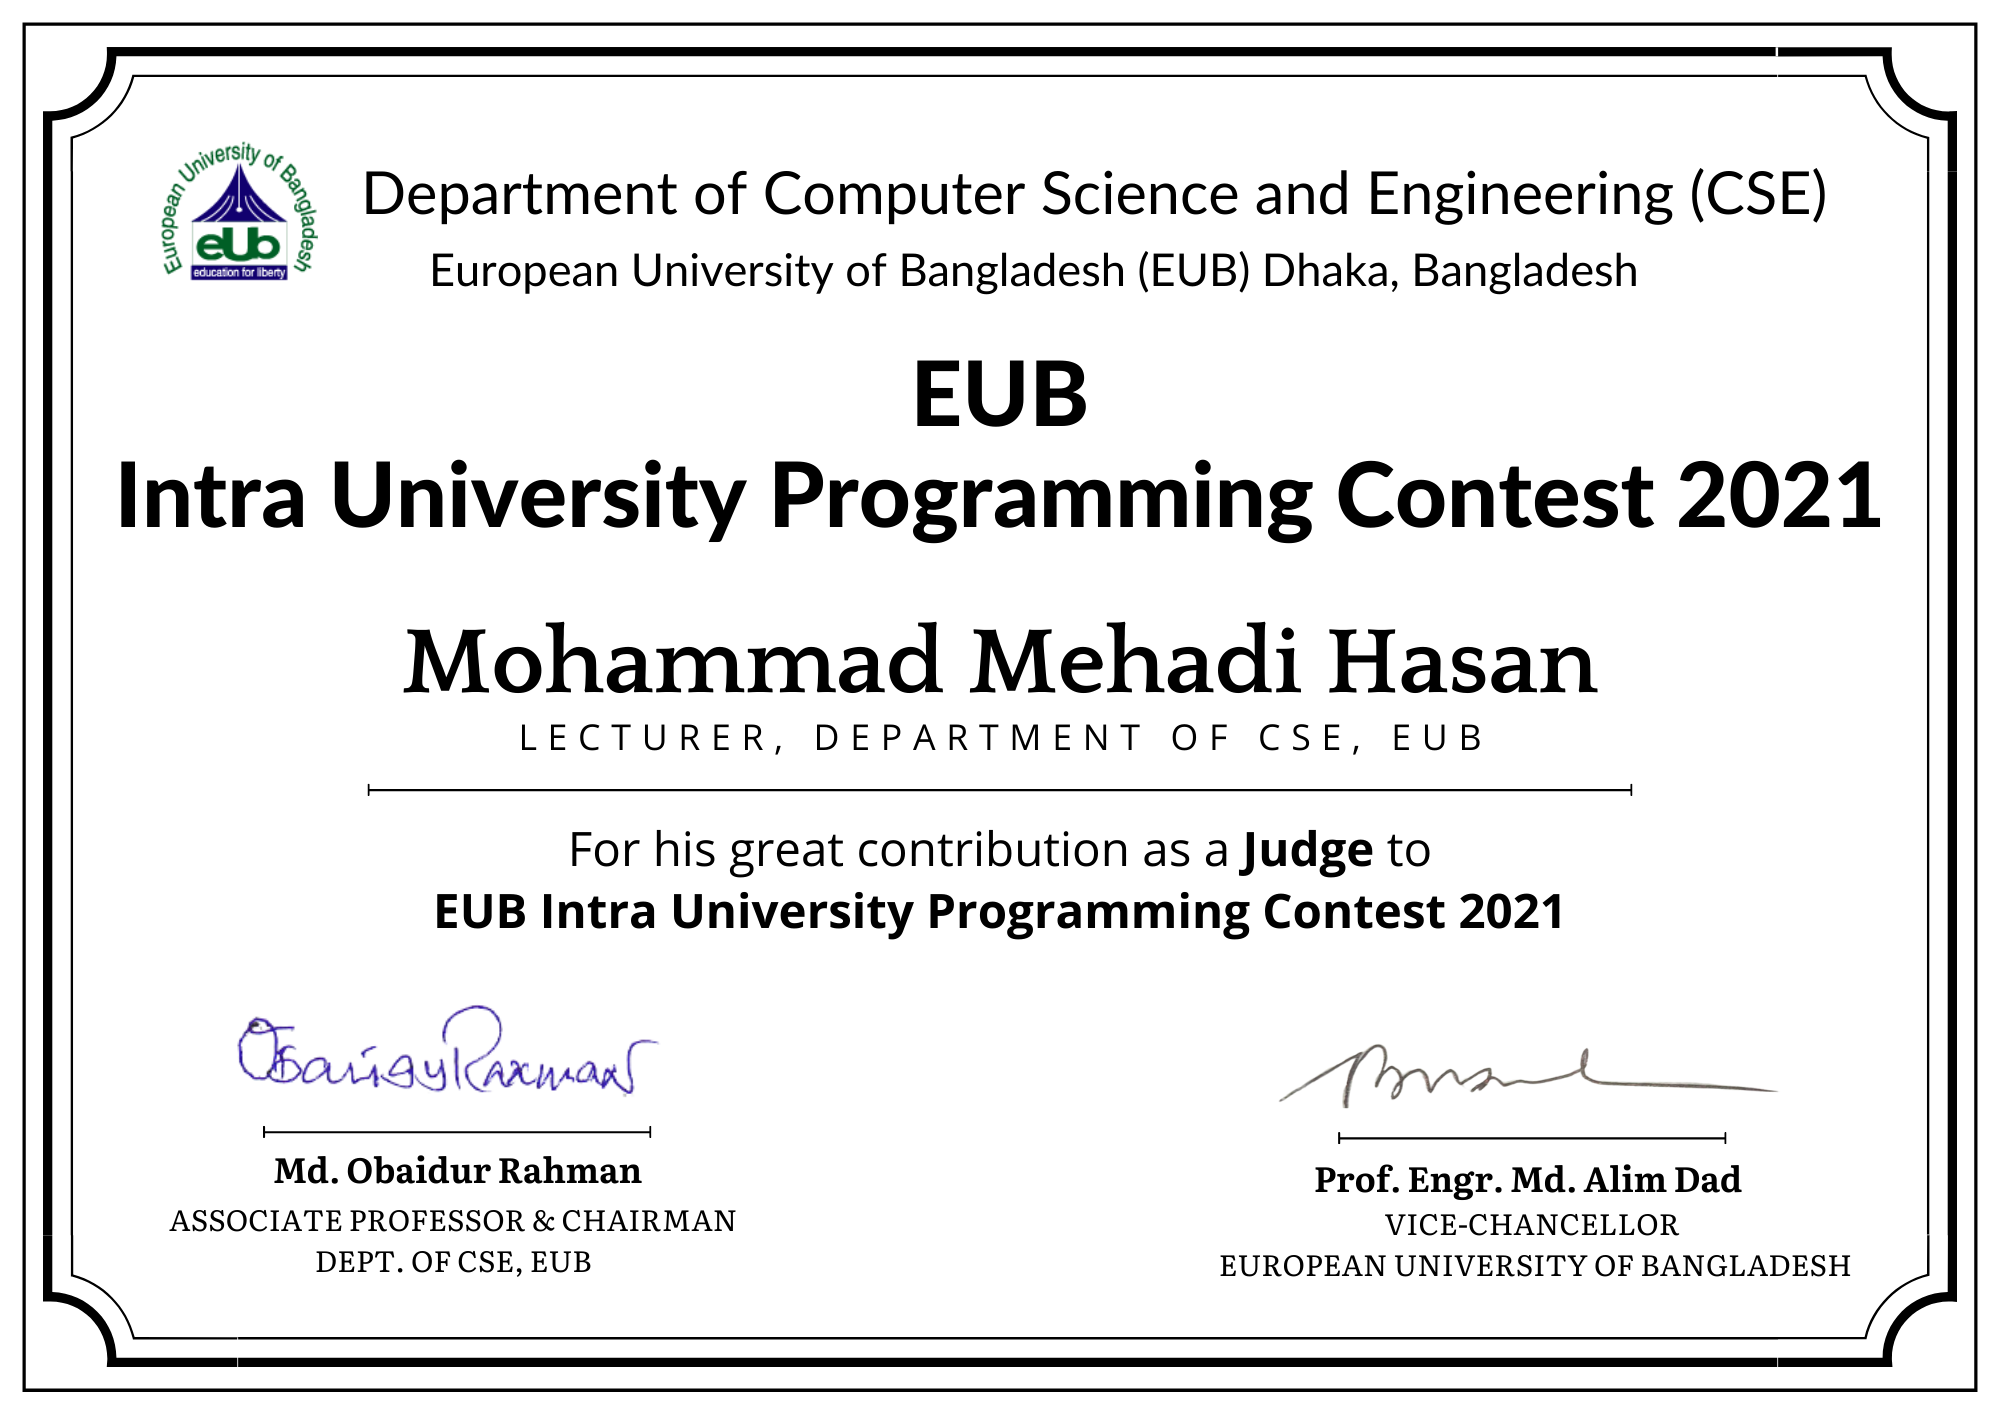 European University of Bangladesh
eUb
education for liberty
Department of Computer Science and Engineering (CSE)
European University of Bangladesh (EUB) Dhaka, Bangladesh
EUB
Intra University Programming Contest 2021
Mohammad Mehadi Hasan
LECTURER, DEPARTMENT OF CSE, EUB
For his great contribution as a Judge to
EUB Intra University Programming Contest 2021
Obaidur Rahman
Md. Obaidur Rahman
ASSOCIATE PROFESSOR & CHAIRMAN
DEPT. OF CSE, EUB
Prof. Engr. Md. Alim Dad
VICE-CHANCELLOR
EUROPEAN UNIVERSITY OF BANGLADESH